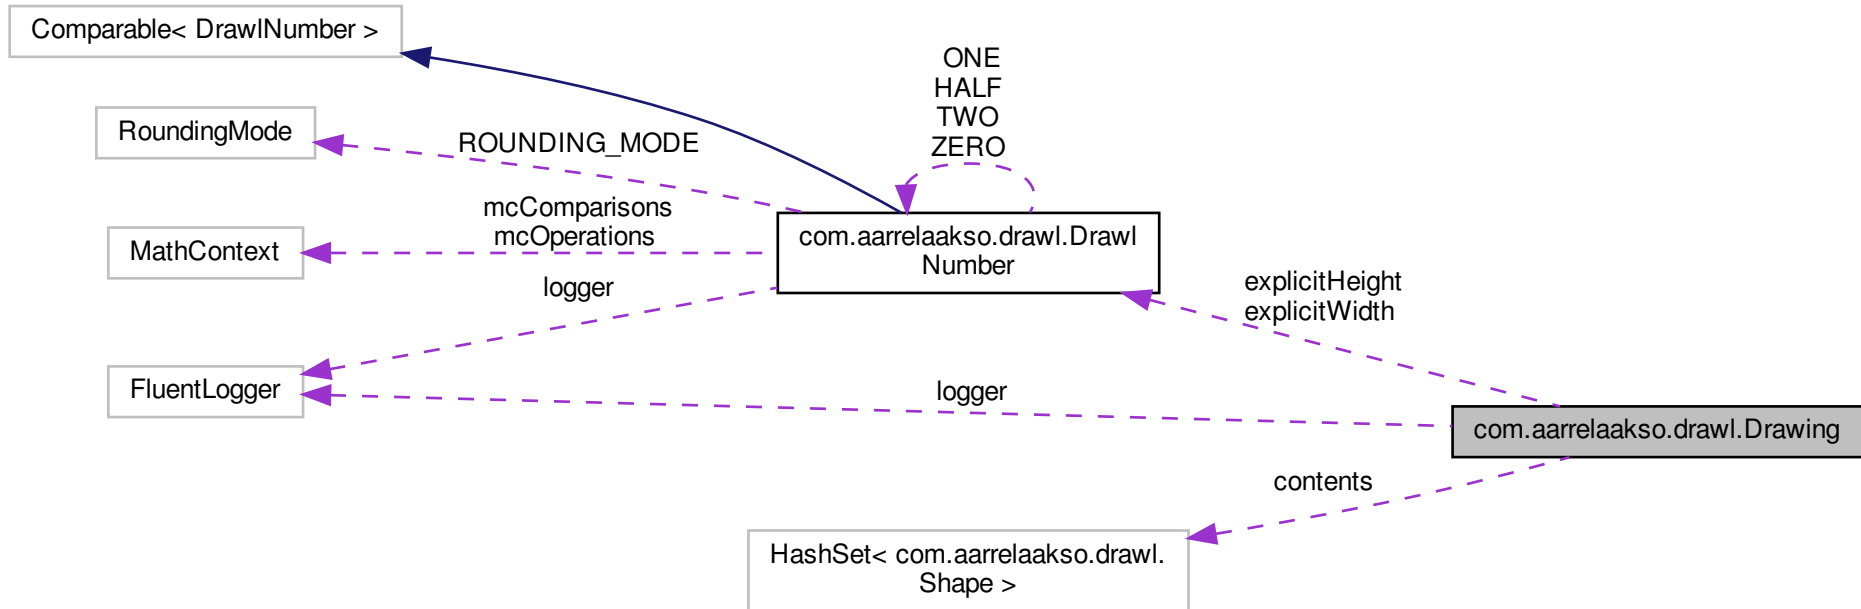 Comparable< DrawlNumber >
ONE
HALF
TWO
ZERO
RoundingMode
ROUNDING_MODE
mcComparisons
mcOperations
MathContext
com.aarrelaakso.drawl.Drawl
Number
logger
explicitHeight
explicitWidth
FluentLogger
logger
com.aarrelaakso.drawl.Drawing
contents
HashSet< com.aarrelaakso.drawl.
Shape >